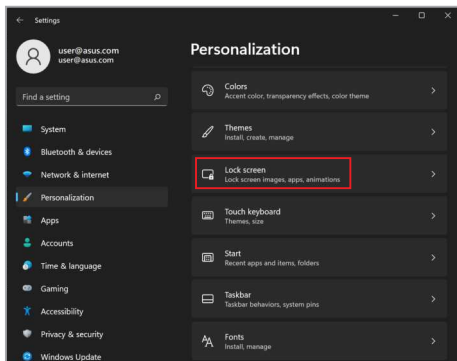 Settings
user@asus.com
user@asus.com
Find a setting
System
Bluetooth & devices
Network & internet
Personalization
Apps
Accounts
Time & language
Gaming
Accessibility
Privacy & security
Windows Update
Personalization
Colors
Accent color, transparency effects, color theme
Themes
Install, create, manage
Lock screen
Lock screen images, apps, animations
Touch keyboard
Themes, size
Start
Recent apps and items, folders
Taskbar
Taskbar behaviors, system pins
Fonts
Install, manage